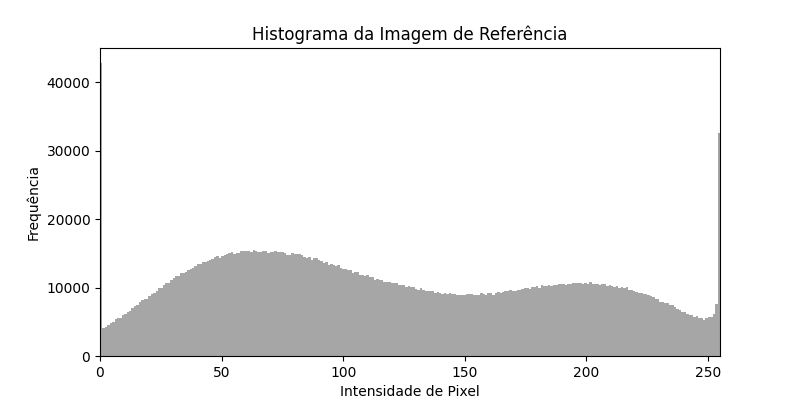 Histograma da Imagem de Referência
40000
30000
20000
10000
0
Frequência
0 50 100 150 200 250
Intensidade de Pixel